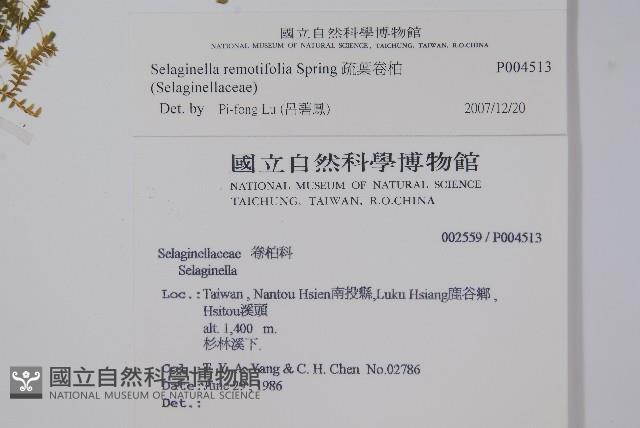 國立自然科學博物館
NATIONAL MUSEUM OF NATURAL SCIENCE, TAICHUNG, TAIWAN, R.O.CHINA
Selaginella remotifolia Spring 疏葉卷柏 P004513
(Selaginellaceae)
Det. by Pi-fong Lu (呂碧鳳) 2007/12/20
國立自然科學博物館
NATIONAL MUSEUM OF NATURAL SCIENCE
TAICHUNG, TAIWAN, R.O.CHINA
002559 / P004513
Selaginellaceae 卷柏科
Selaginella
Loc.: Taiwan, Nantou Hsien南投縣,Luku Hsiang鹿谷鄉,
Hsitou溪頭
alt. 1,400 m.
杉林溪下.
Col.: T. Y. A. Yang & C. H. Chen No.02786
Date: June 29, 1986
Det.:
國立自然科學博物館
NATIONAL MUSEUM OF NATURAL SCIENCE